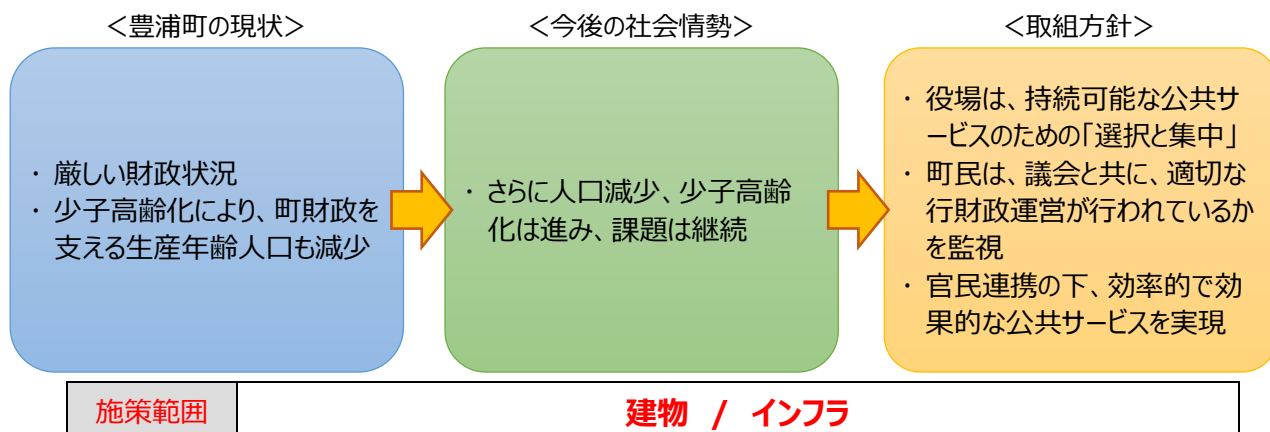 ＜豊浦町の現状＞
・ 厳しい財政状況
・ 少子高齢化により、町財政を
支える生産年齢人口も減少
＜今後の社会情勢＞
・ さらに人口減少、少子高齢
化は進み、課題は継続
＜取組方針＞
・ 役場は、持続可能な公共サ
ービスのための「選択と集中」
・ 町民は、議会と共に、適切な
行財政運営が行われているか
を監視
・ 官民連携の下、効率的で効
果的な公共サービスを実現
施策範囲
建物 / インフラ